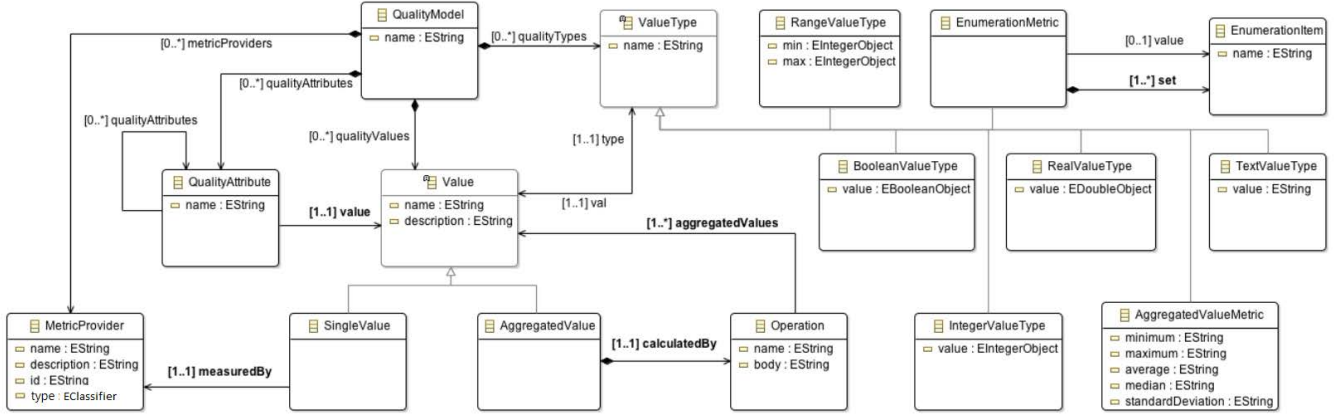 QualityModel
name : EString
[0..*] metricProviders
[0..*] qualityAttributes
[0..*] qualityTypes
[0..*] qualityValues
ValueType
name : EString
RangeValueType
min : EIntegerObject
max : EIntegerObject
EnumerationMetric
[0..1] value
[1..*] set
EnumerationItem
name : EString
[0..*] qualityAttributes
QualityAttribute
name : EString
[1..1] value
Value
name : EString
description : EString
[1..1] type
[1..1] val
[1..*] aggregatedValues
BooleanValueType
value : EBooleanObject
RealValueType
value : EDoubleObject
TextValueType
value : EString
MetricProvider
name : EString
description : EString
id : EString
type : EClassifier
[1..1] measuredBy
SingleValue
AggregatedValue
[1..1] calculatedBy
Operation
name : EString
body : EString
IntegerValueType
value : EIntegerObject
AggregatedValueMetric
minimum : EString
maximum : EString
average : EString
median : EString
standardDeviation : EString